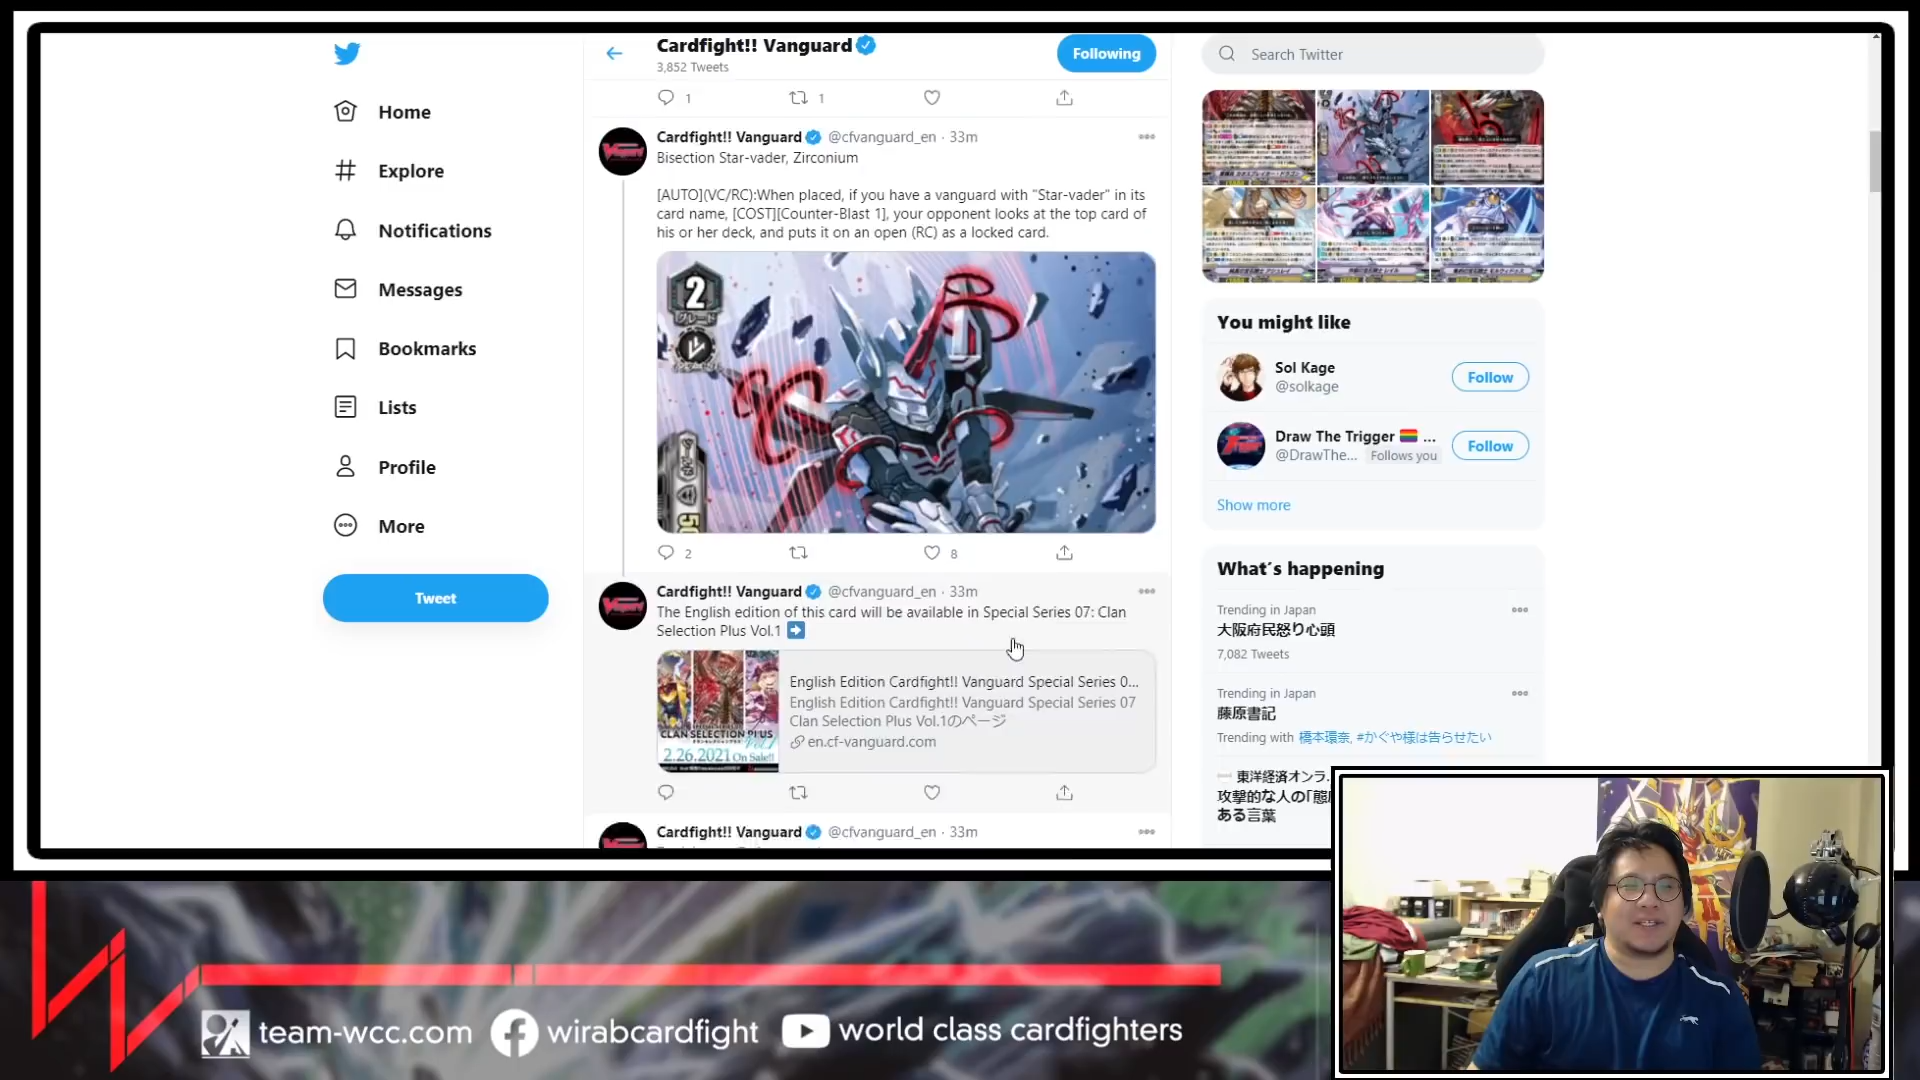 Home
Explore
Notifications
Messages
Bookmarks
Lists
Profile
More
Tweet
Cardfight!! Vanguard
3,852 Tweets
Following
1
1
Cardfight!! Vanguard @cfvanguard_en · 33m
Bisection Star-vader, Zirconium
[AUTO](VC/RC):When placed, if you have a vanguard with "Star-vader" in its
card name, [COST][Counter-Blast 1], your opponent looks at the top card of
his or her deck, and puts it on an open (RC) as a locked card.
2
グレード
2
8
Cardfight!! Vanguard @cfvanguard_en · 33m
The English edition of this card will be available in Special Series 07: Clan
Selection Plus Vol.1
CLAN SELECTION PLUS
Vol.1
2.26.2021 On Sale!!
English Edition Cardfight!! Vanguard Special Series 0...
English Edition Cardfight!! Vanguard Special Series 07
Clan Selection Plus Vol.1のページ
en.cf-vanguard.com
Cardfight!! Vanguard @cfvanguard_en · 33m
Search Twitter
You might like
Sol Kage
@solkage
Follow
Draw The Trigger ...
@DrawThe... Follows you
Follow
Show more
What's happening
Trending in Japan
大阪府民怒り心頭
7,082 Tweets
Trending in Japan
藤原書記
Trending with 橋本環奈, #かぐや様は告らせたい
東洋経済オンラ
攻撃的な人の「態
ある言葉
team-wcc.com
wirabcardfight
world class cardfighters